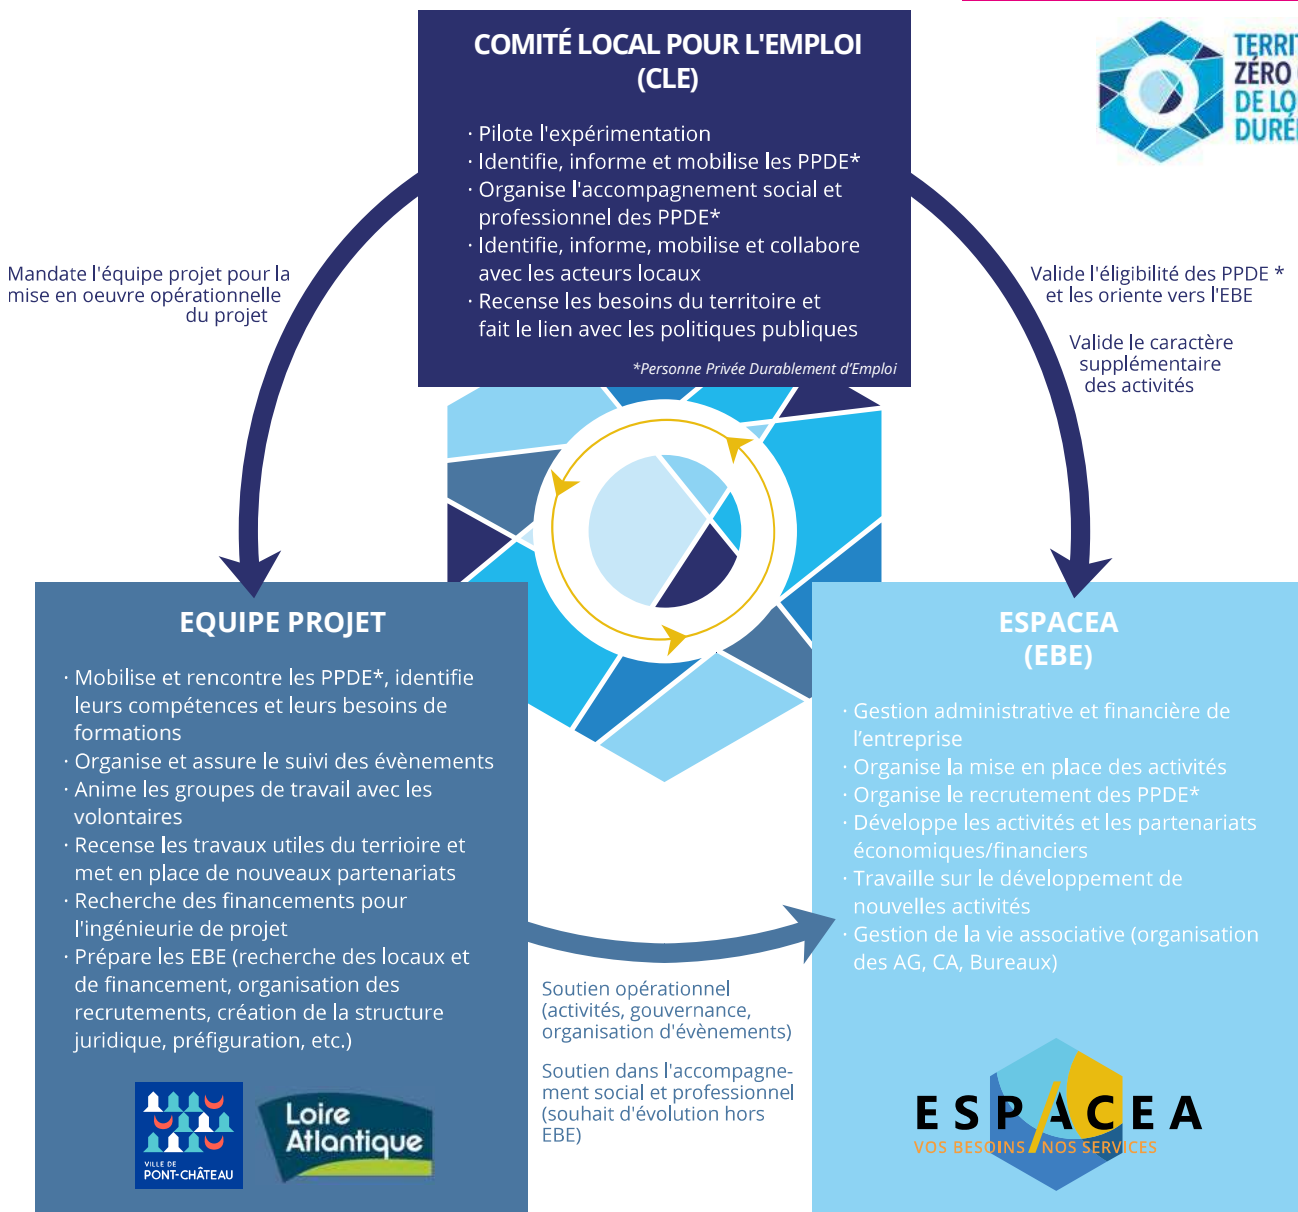 COMITÉ LOCAL POUR L'EMPLOI
(CLE)
· Pilote l'expérimentation
· Identifie, informe et mobilise les PPDE*
· Organise l'accompagnement social et
professionnel des PPDE*
· Identifie, informe, mobilise et collabore
avec les acteurs locaux
· Recense les besoins du territoire et
fait le lien avec les politiques publiques
*Personne Privée Durablement d'Emploi
TERRIT
ZÉRO
DE LO
DURÉ
Mandate l'équipe projet pour la
mise en oeuvre opérationnelle
du projet
Valide l'éligibilité des PPDE *
et les oriente vers l'EBE
Valide le caractère
supplémentaire
des activités
EQUIPE PROJET
· Mobilise et rencontre les PPDE*, identifie
leurs compétences et leurs besoins de
formations
· Organise et assure le suivi des évènements
· Anime les groupes de travail avec les
volontaires
· Recense les travaux utiles du terrioire et
met en place de nouveaux partenariats
· Recherche des financements pour
l'ingénieurie de projet
· Prépare les EBE (recherche des locaux et
de financement, organisation des
recrutements, création de la structure
juridique, préfiguration, etc.)
VILLE DE
PONT-CHÂTEAU
Loire
Atlantique
Soutien opérationnel
(activités, gouvernance,
organisation d'évènements)
Soutien dans l'accompagne-
ment social et professionnel
(souhait d'évolution hors
EBE)
ESPACEA
(EBE)
· Gestion administrative et financière de
l'entreprise
· Organise la mise en place des activités
· Organise le recrutement des PPDE*
· Développe les activités et les partenariats
économiques/financiers
· Travaille sur le développement de
nouvelles activités
· Gestion de la vie associative (organisation
des AG, CA, Bureaux)
ESPACEA
VOS BESOINS / NOS SERVICES